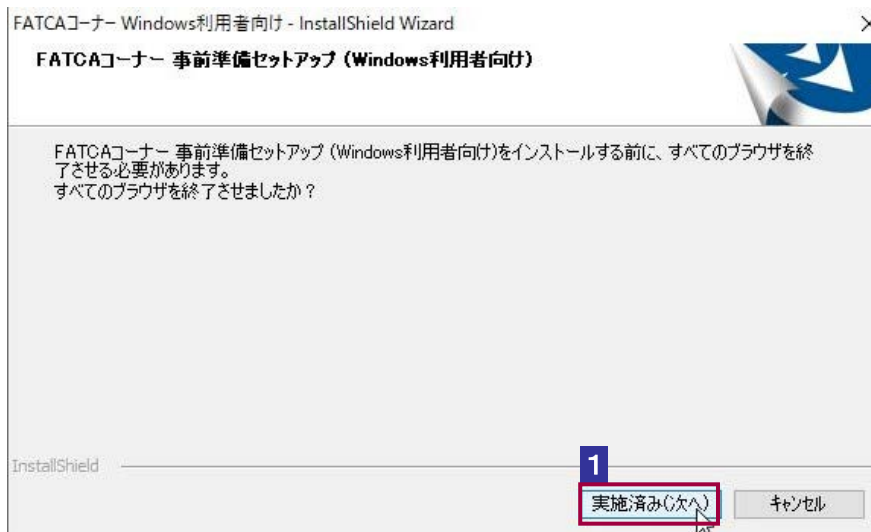 FATCAコーナー Windows利用者向け - InstallShield Wizard
FATCAコーナー 事前準備セットアップ (Windows利用者向け)
FATCAコーナー 事前準備セットアップ (Windows利用者向け)をインストールする前に、すべてのブラウザを終
了させる必要があります。
すべてのブラウザを終了させましたか？
InstallShield
1
実施済み(次へ)
キャンセル